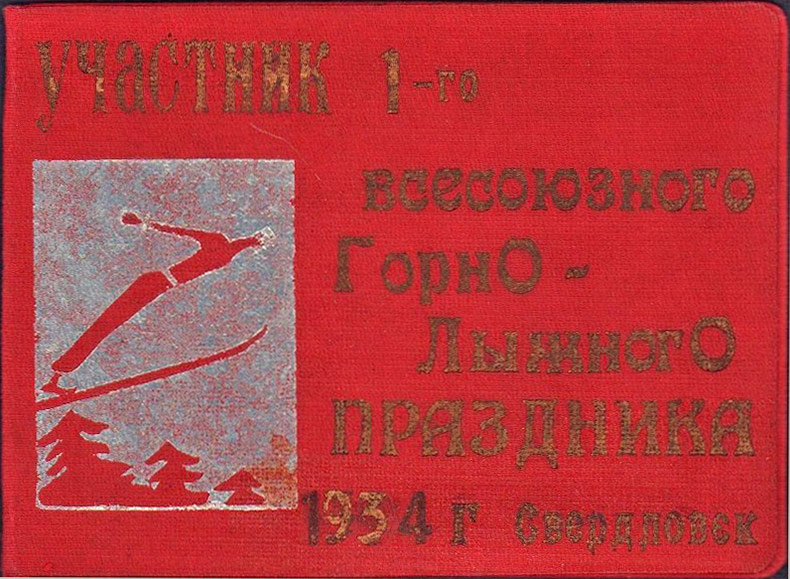 участник 1-го
всесоюзного
ГорнО-
ЛыжногО
ПРАЗДНИКА
1934 г Свердловск